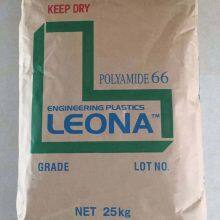 KEEP DRY
POLYAMIDE 66
ENGINEERING PLASTICS
LEONA™
GRADE LOT NO.
NET 25kg